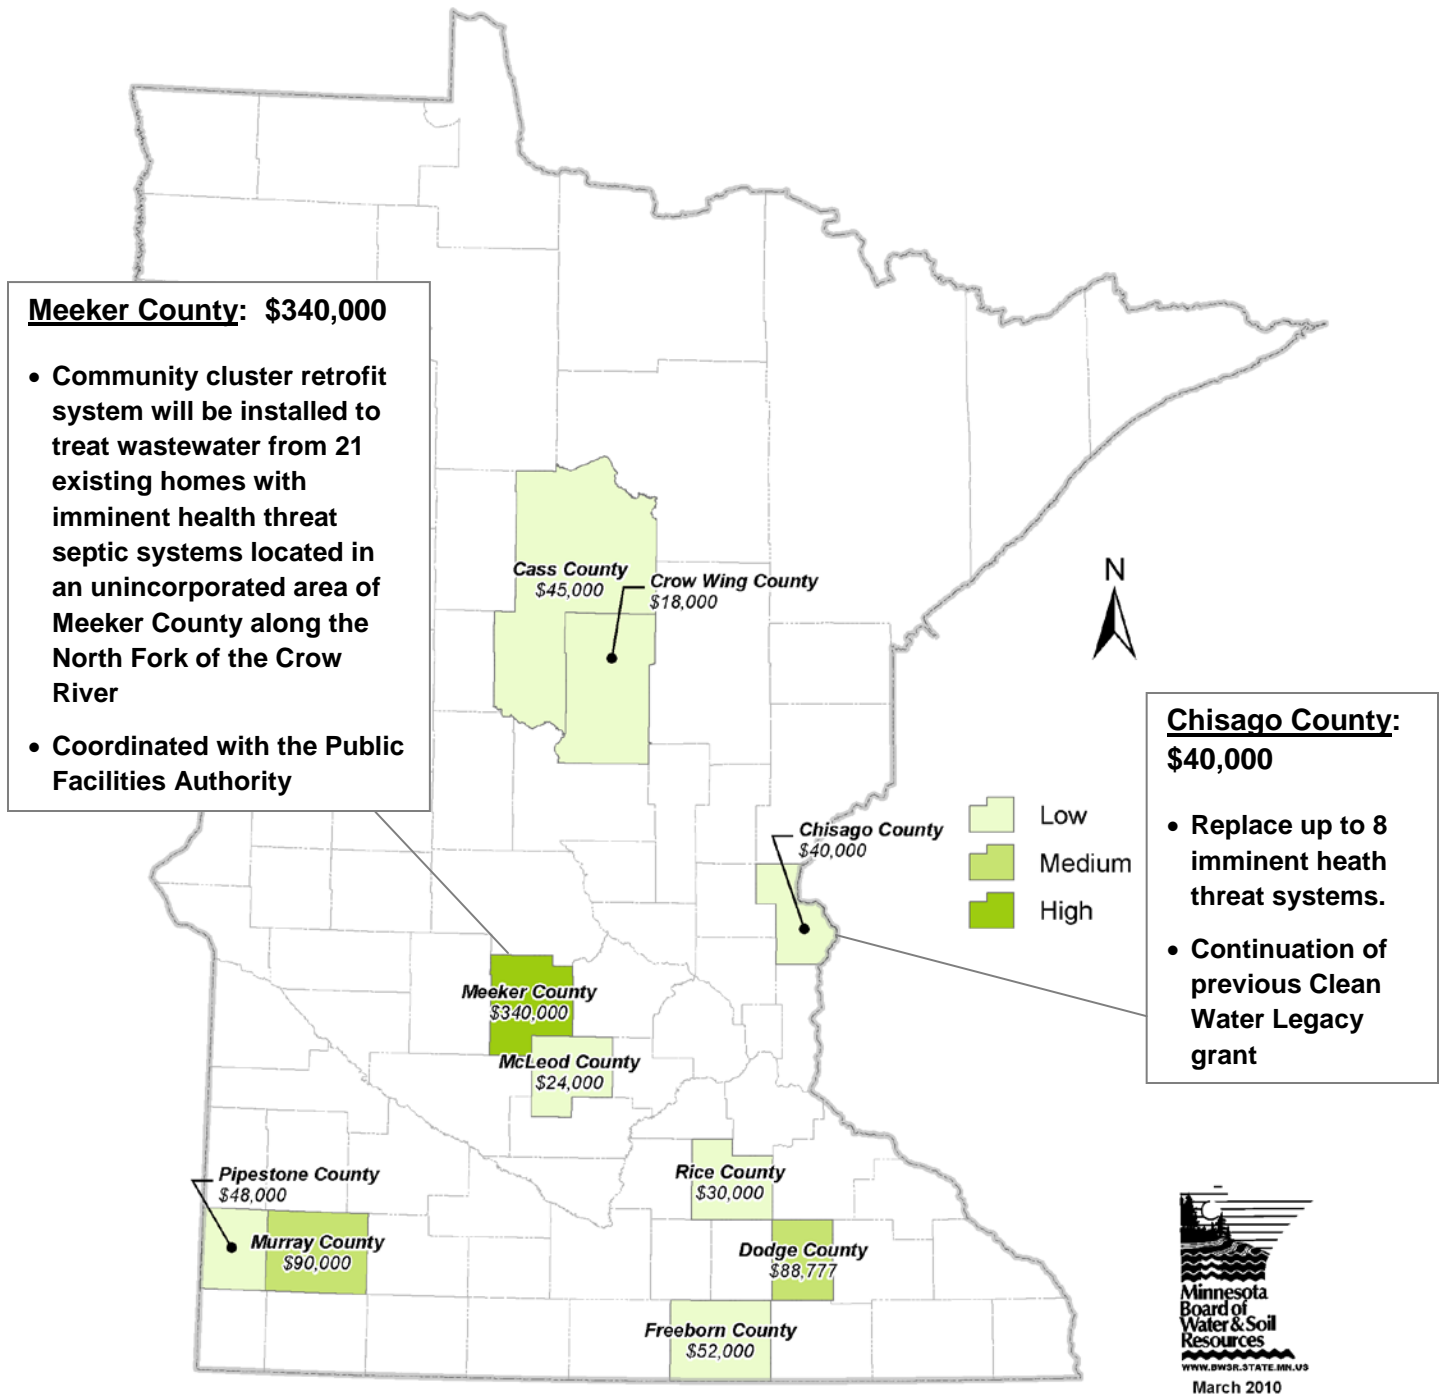 Meeker County: $340,000
• Community cluster retrofit
system will be installed to
treat wastewater from 21
existing homes with
imminent health threat
septic systems located in
an unincorporated area of
Meeker County along the
North Fork of the Crow
River
• Coordinated with the Public
Facilities Authority
Cass County
$45,000
Crow Wing County
$18,000
N
Chisago County:
$40,000
• Replace up to 8
imminent heath
threat systems.
• Continuation of
previous Clean
Water Legacy
grant
Low
Medium
High
Chisago County
$40,000
Meeker County
$340,000
McLeod County
$24,000
Pipestone County
$48,000
Murray County
$90,000
Rice County
$30,000
Dodge County
$88,777
Freeborn County
$52,000
Minnesota
Board of
Water & Soil
Resources
WWW.BWSR.STATE.MN.US
March 2010